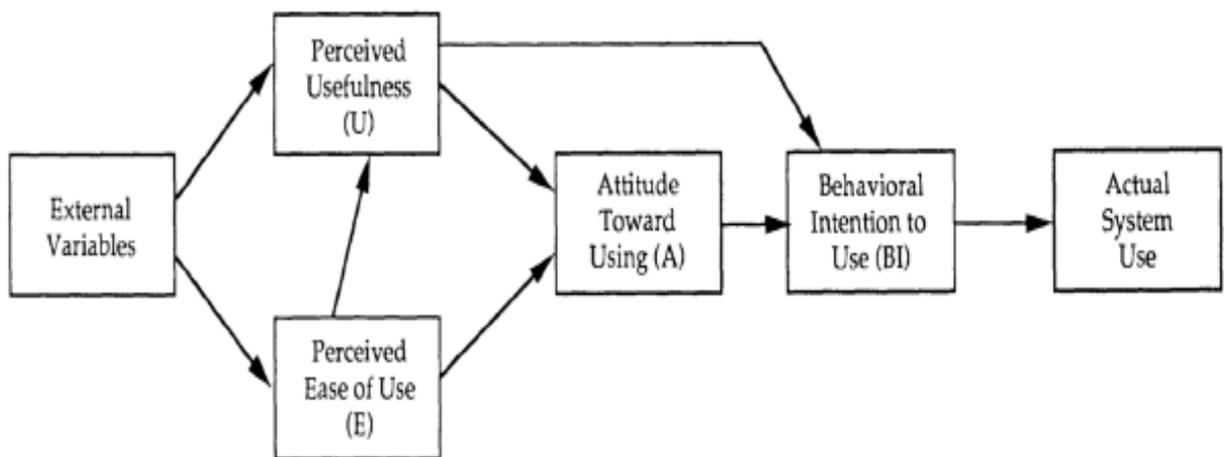 Perceived
Usefulness
(U)
External
Variables
Perceived
Ease of Use
(E)
Attitude
Toward
Using (A)
Behavioral
Intention to
Use (BI)
Actual
System
Use